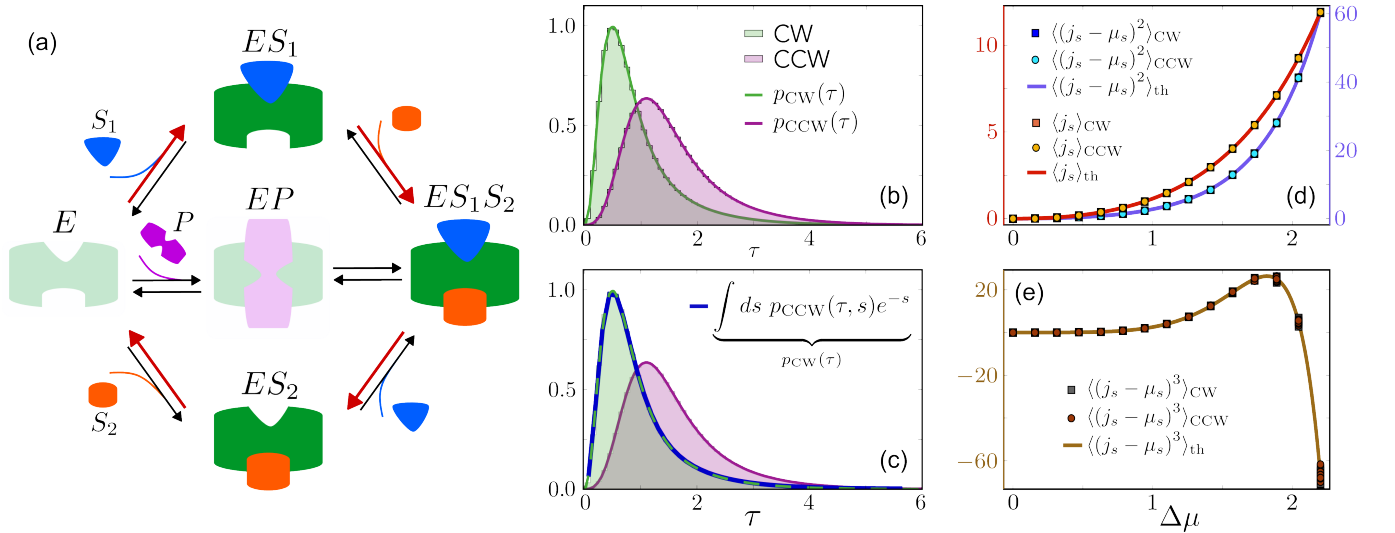 (a)
ES₁
S₁
E
P
EP
ES₁S₂
ES₂
S₂
(b)
CW
CCW
p_CW(τ)
p_CCW(τ)
1.0
0.5
0.0
0 2 4 6
τ
(c)
∫ ds p_CCW(τ, s)e^{−s}
p_CW(τ)
1.0
0.5
0.0
0 2 4 6
τ
(d)
⟨(j_s − μ_s)²⟩_CW
⟨(j_s − μ_s)²⟩_CCW
⟨(j_s − μ_s)²⟩_th
⟨j_s⟩_CW
⟨j_s⟩_CCW
⟨j_s⟩_th
10
5
0
60
40
20
0
0 1 2
(e)
⟨(j_s − μ_s)³⟩_CW
⟨(j_s − μ_s)³⟩_CCW
⟨(j_s − μ_s)³⟩_th
20
−20
−60
0 1 2
Δμ